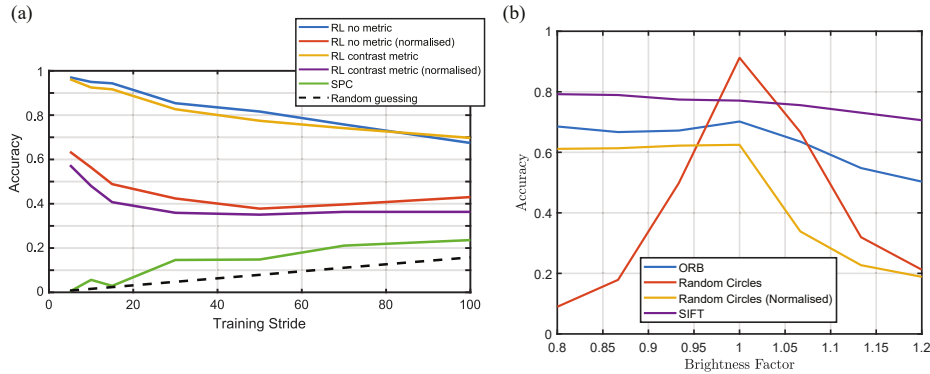 (a)
RL no metric
RL no metric (normalised)
RL contrast metric
RL contrast metric (normalised)
SPC
Random guessing
1
0.8
0.6
0.4
0.2
0
Accuracy
0 20 40 60 80 100
Training Stride
(b)
1
0.8
0.6
0.4
0.2
0
Accuracy
ORB
Random Circles
Random Circles (Normalised)
SIFT
0.8 0.85 0.9 0.95 1 1.05 1.1 1.15 1.2
Brightness Factor